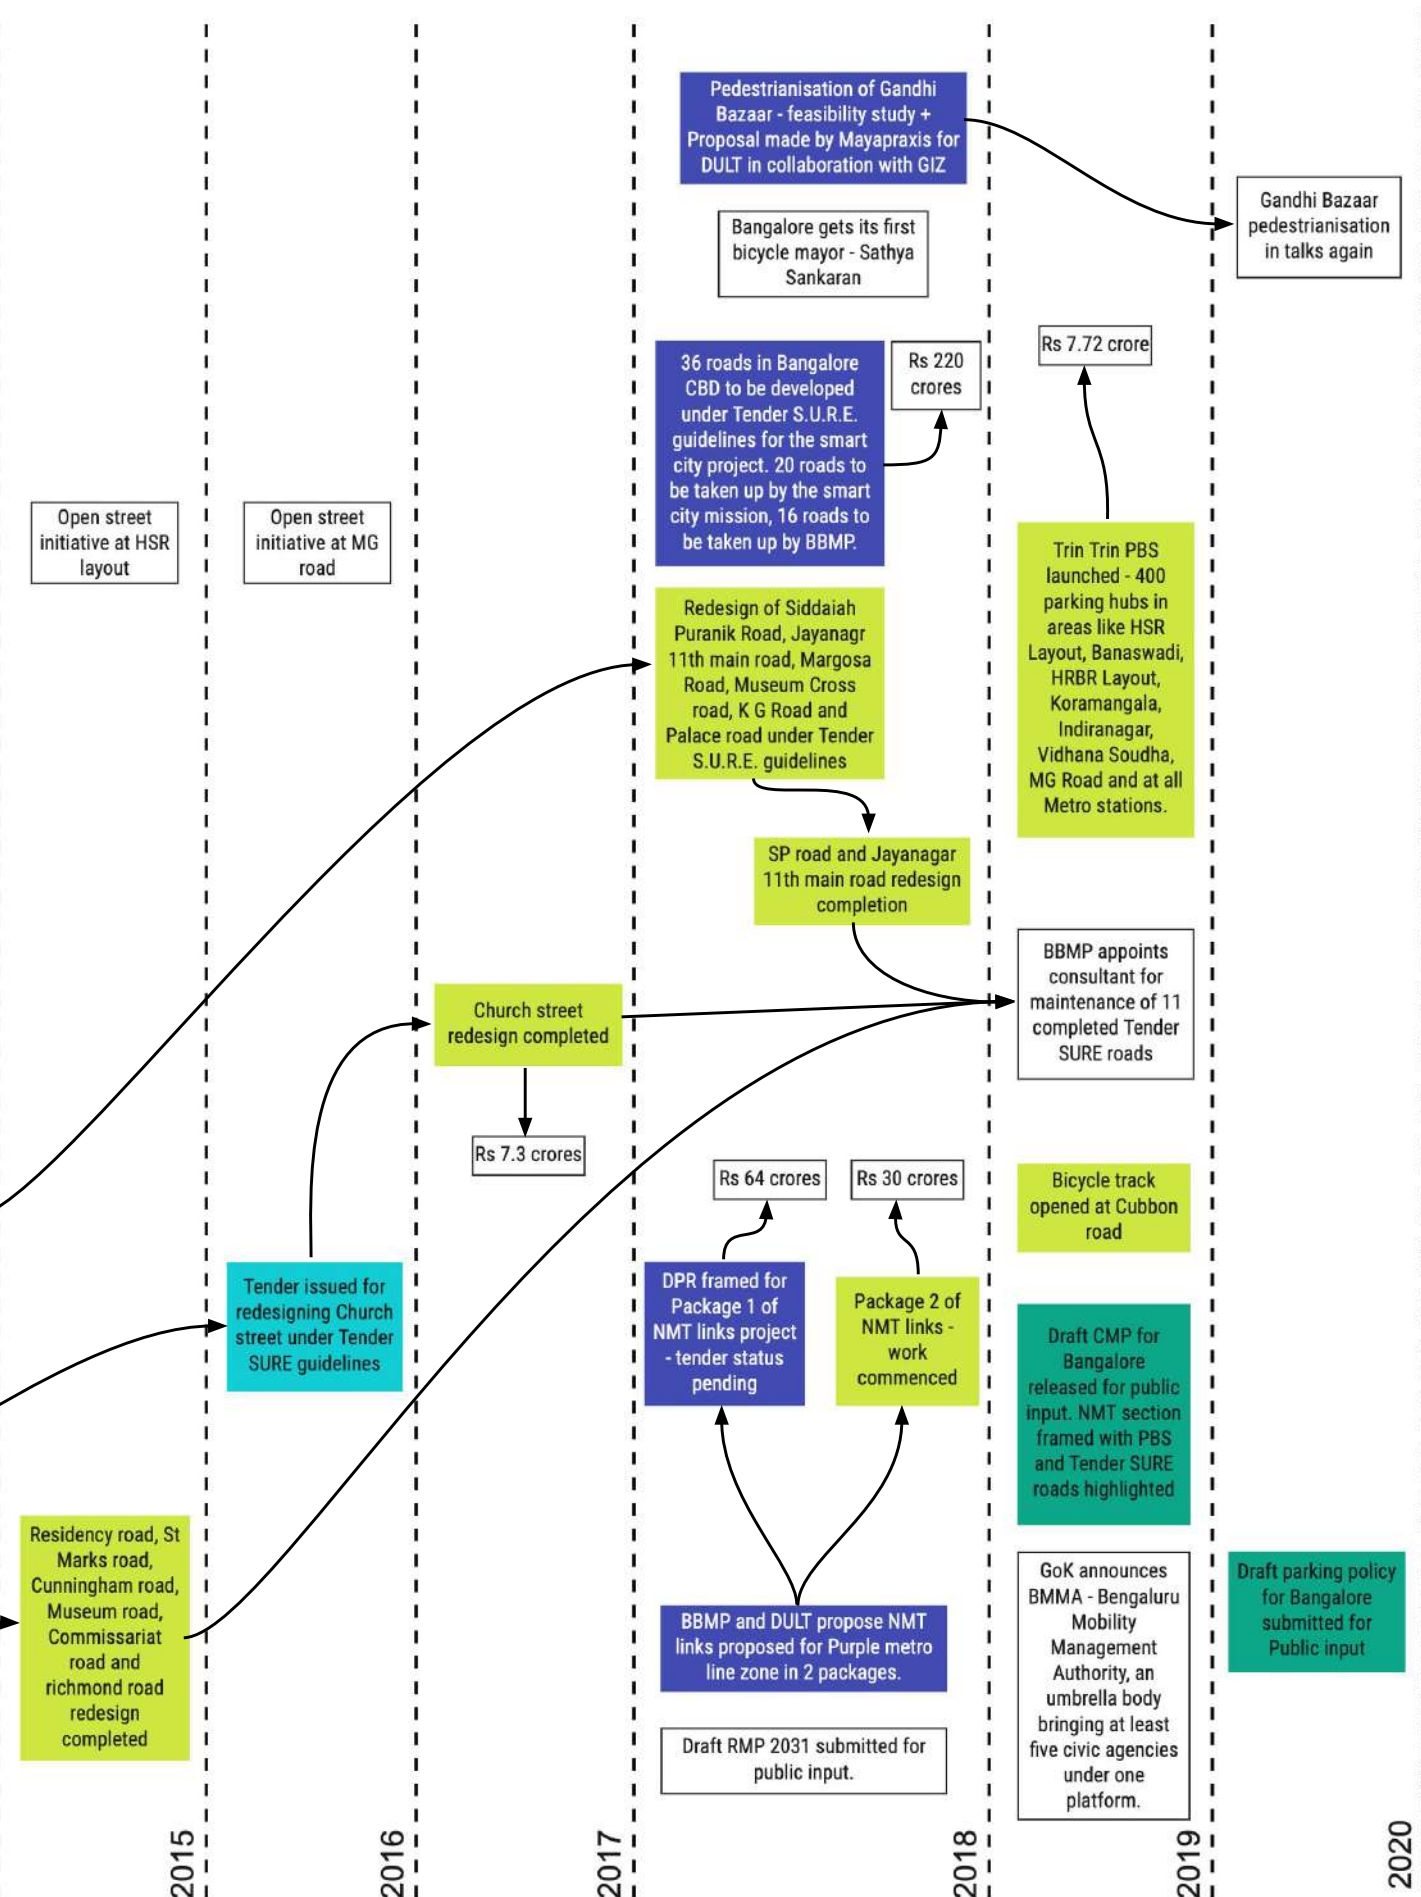 Pedestrianisation of Gandhi
Bazaar - feasibility study +
Proposal made by Mayapraxis for
DULT in collaboration with GIZ
Gandhi Bazaar
pedestrianisation
in talks again
Bangalore gets its first
bicycle mayor - Sathya
Sankaran
36 roads in Bangalore
CBD to be developed
under Tender S.U.R.E.
guidelines for the smart
city project. 20 roads to
be taken up by the smart
city mission, 16 roads to
be taken up by BBMP.
Rs 220
crores
Rs 7.72 crore
Open street
initiative at HSR
layout
Open street
initiative at MG
road
Trin Trin PBS
launched - 400
parking hubs in
areas like HSR
Layout, Banaswadi,
HRBR Layout,
Koramangala,
Indiranagar,
Vidhana Soudha,
MG Road and at all
Metro stations.
Redesign of Siddaiah
Puranik Road, Jayanagr
11th main road, Margosa
Road, Museum Cross
road, K G Road and
Palace road under Tender
S.U.R.E. guidelines
SP road and Jayanagar
11th main road redesign
completion
BBMP appoints
consultant for
maintenance of 11
completed Tender
SURE roads
Church street
redesign completed
Rs 7.3 crores
Rs 64 crores
Rs 30 crores
Bicycle track
opened at Cubbon
road
Tender issued for
redesigning Church
street under Tender
SURE guidelines
DPR framed for
Package 1 of
NMT links project
- tender status
pending
Package 2 of
NMT links -
work
commenced
Draft CMP for
Bangalore
released for public
input. NMT section
framed with PBS
and Tender SURE
roads highlighted
Residency road, St
Marks road,
Cunningham road,
Museum road,
Commissariat
road and
richmond road
redesign
completed
BBMP and DULT propose NMT
links proposed for Purple metro
line zone in 2 packages.
GoK announces
BMMA - Bengaluru
Mobility
Management
Authority, an
umbrella body
bringing at least
five civic agencies
under one
platform.
Draft parking policy
for Bangalore
submitted for
Public input
Draft RMP 2031 submitted for
public input.
2015
2016
2017
2018
2019
2020